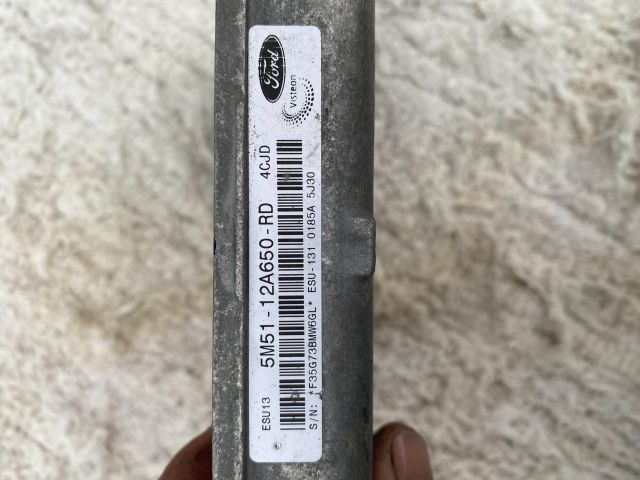 Ford
Visteon
ESU13 5M51-12A650-RD 4CJD
S/N: *F35G73BMW6GL* ESU-131 0185A 5J30